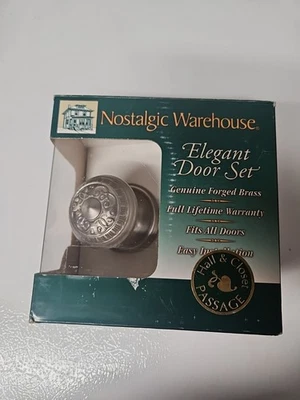 Nostalgic Warehouse®
Elegant
Door Set
Genuine Forged Brass
Full Lifetime Warranty
Fits All Doors
Easy Installation
Hall & Closet
PASSAGE